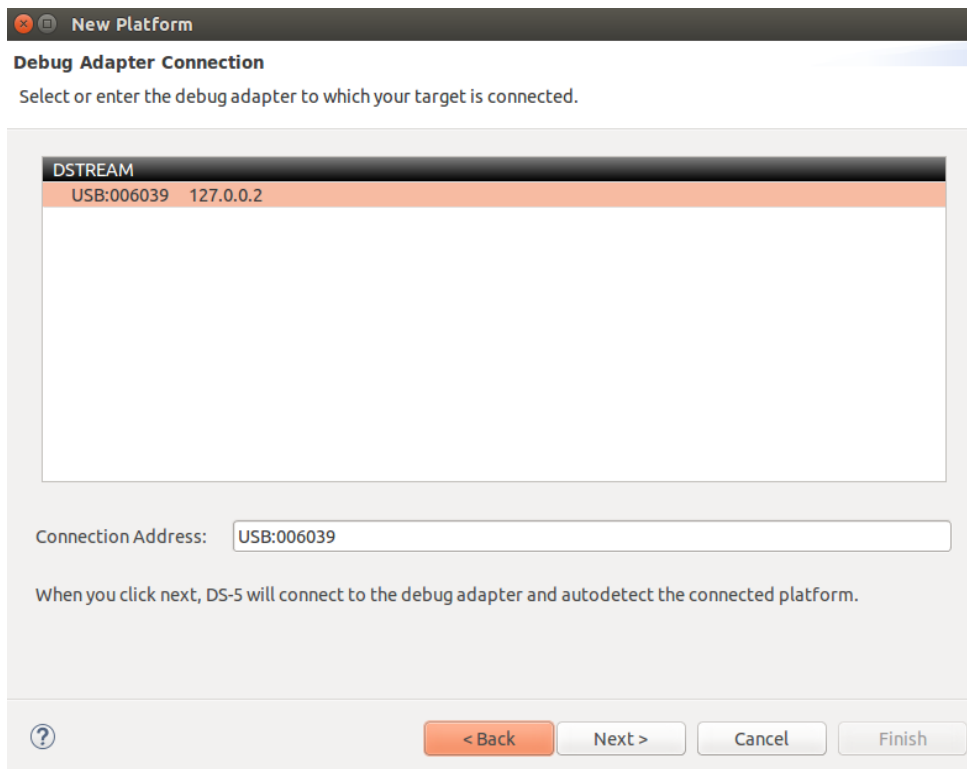 New Platform
Debug Adapter Connection
Select or enter the debug adapter to which your target is connected.
DSTREAM
USB:006039 127.0.0.2
Connection Address: USB:006039
When you click next, DS-5 will connect to the debug adapter and autodetect the connected platform.
? < Back Next > Cancel Finish